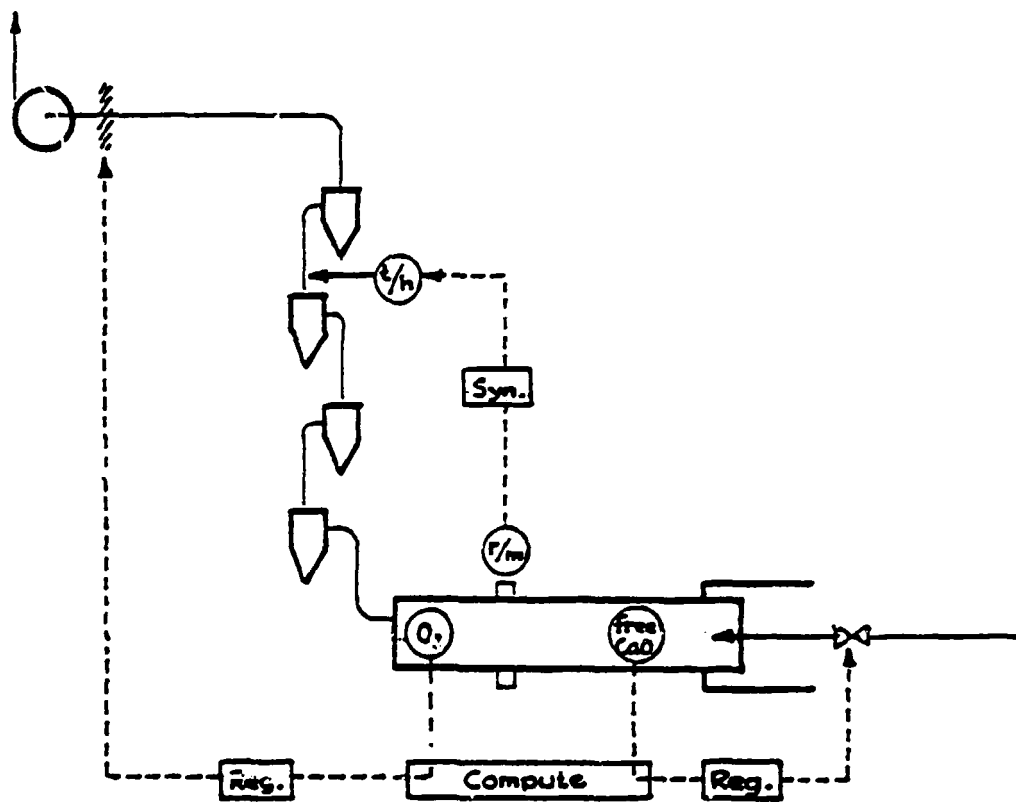 t/h
Syn.
r/m
O₂
free
CaO
Reg.
Compute
Reg.